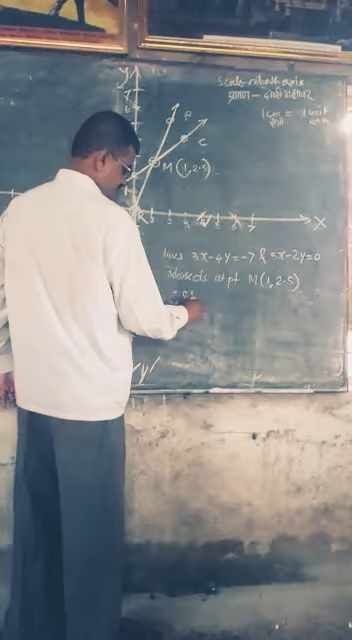 Y
Scale on both axis
प्रमाण - दोन्ही अक्षावर
1cm = 1 unit
P
C
M(1,2.5)
X
lines 3x-4y=-7 & 5x-2y=0
at pt M(1,2.5)
Y'